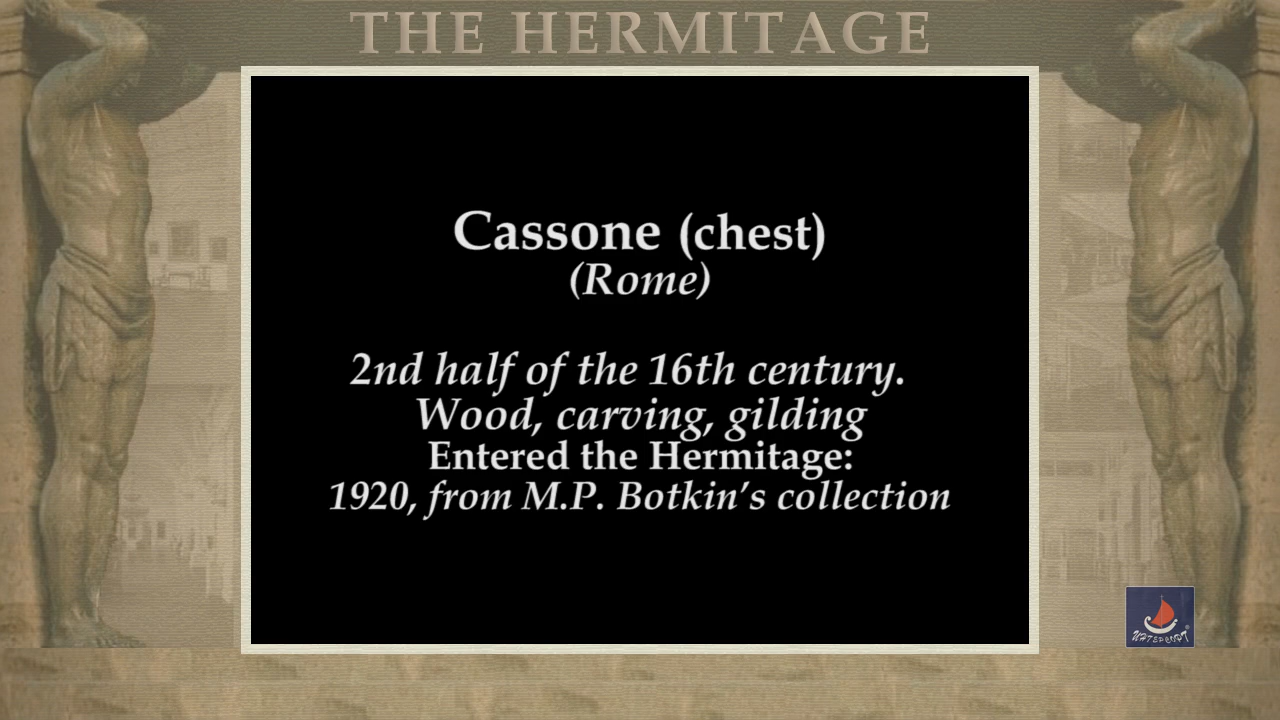 THE HERMITAGE
Cassone (chest)
(Rome)
2nd half of the 16th century.
Wood, carving, gilding
Entered the Hermitage:
1920, from M.P. Botkin's collection